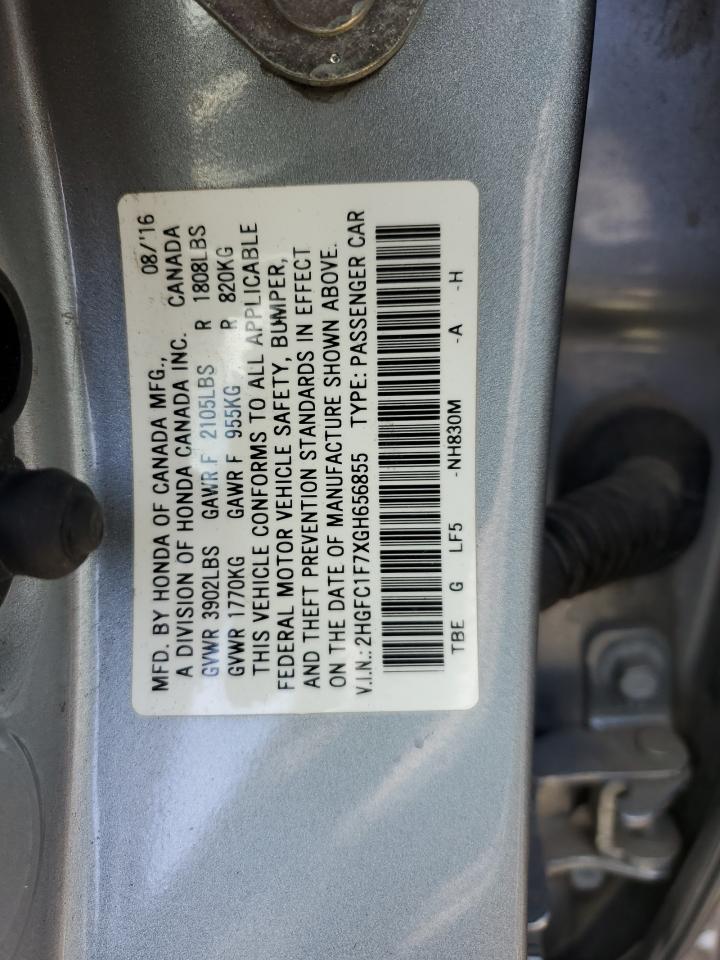 MFD. BY HONDA OF CANADA MFG., 08/'16
A DIVISION OF HONDA CANADA INC. CANADA
GVWR 3902LBS GAWR F 2105LBS R 1808LBS
GVWR 1770KG GAWR F 955KG R 820KG
THIS VEHICLE CONFORMS TO ALL APPLICABLE
FEDERAL MOTOR VEHICLE SAFETY, BUMPER,
AND THEFT PREVENTION STANDARDS IN EFFECT
ON THE DATE OF MANUFACTURE SHOWN ABOVE.
V.I.N.: 2HGFC1F7XGH656855 TYPE: PASSENGER CAR
TBE G LF5 -NH830M -A -H